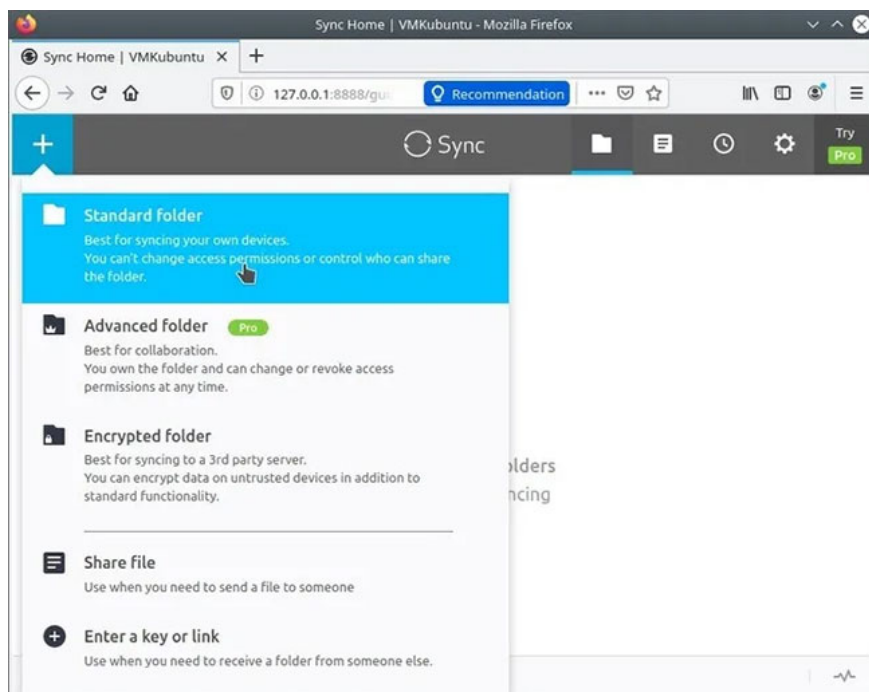 Sync Home | VMKubuntu - Mozilla Firefox
Sync Home | VMKubuntu
127.0.0.1:8888/gui
Recommendation
Sync
Try
Pro
Standard folder
Best for syncing your own devices.
You can't change access permissions or control who can share
the folder.
Advanced folder Pro
Best for collaboration.
You own the folder and can change or revoke access
permissions at any time.
Encrypted folder
Best for syncing to a 3rd party server.
You can encrypt data on untrusted devices in addition to
standard functionality.
olders
ncing
Share file
Use when you need to send a file to someone
Enter a key or link
Use when you need to receive a folder from someone else.